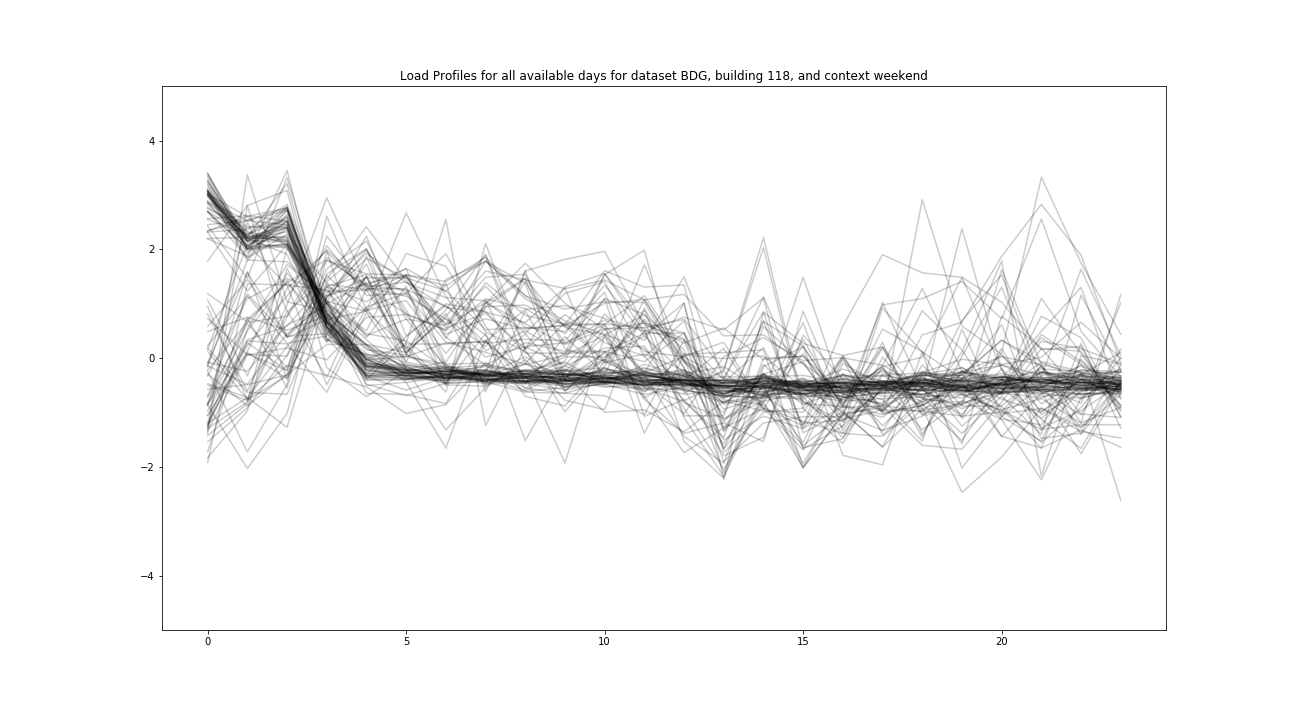 Load Profiles for all available days for dataset BDG, building 118, and context weekend
4
2
0
−2
−4
0 5 10 15 20